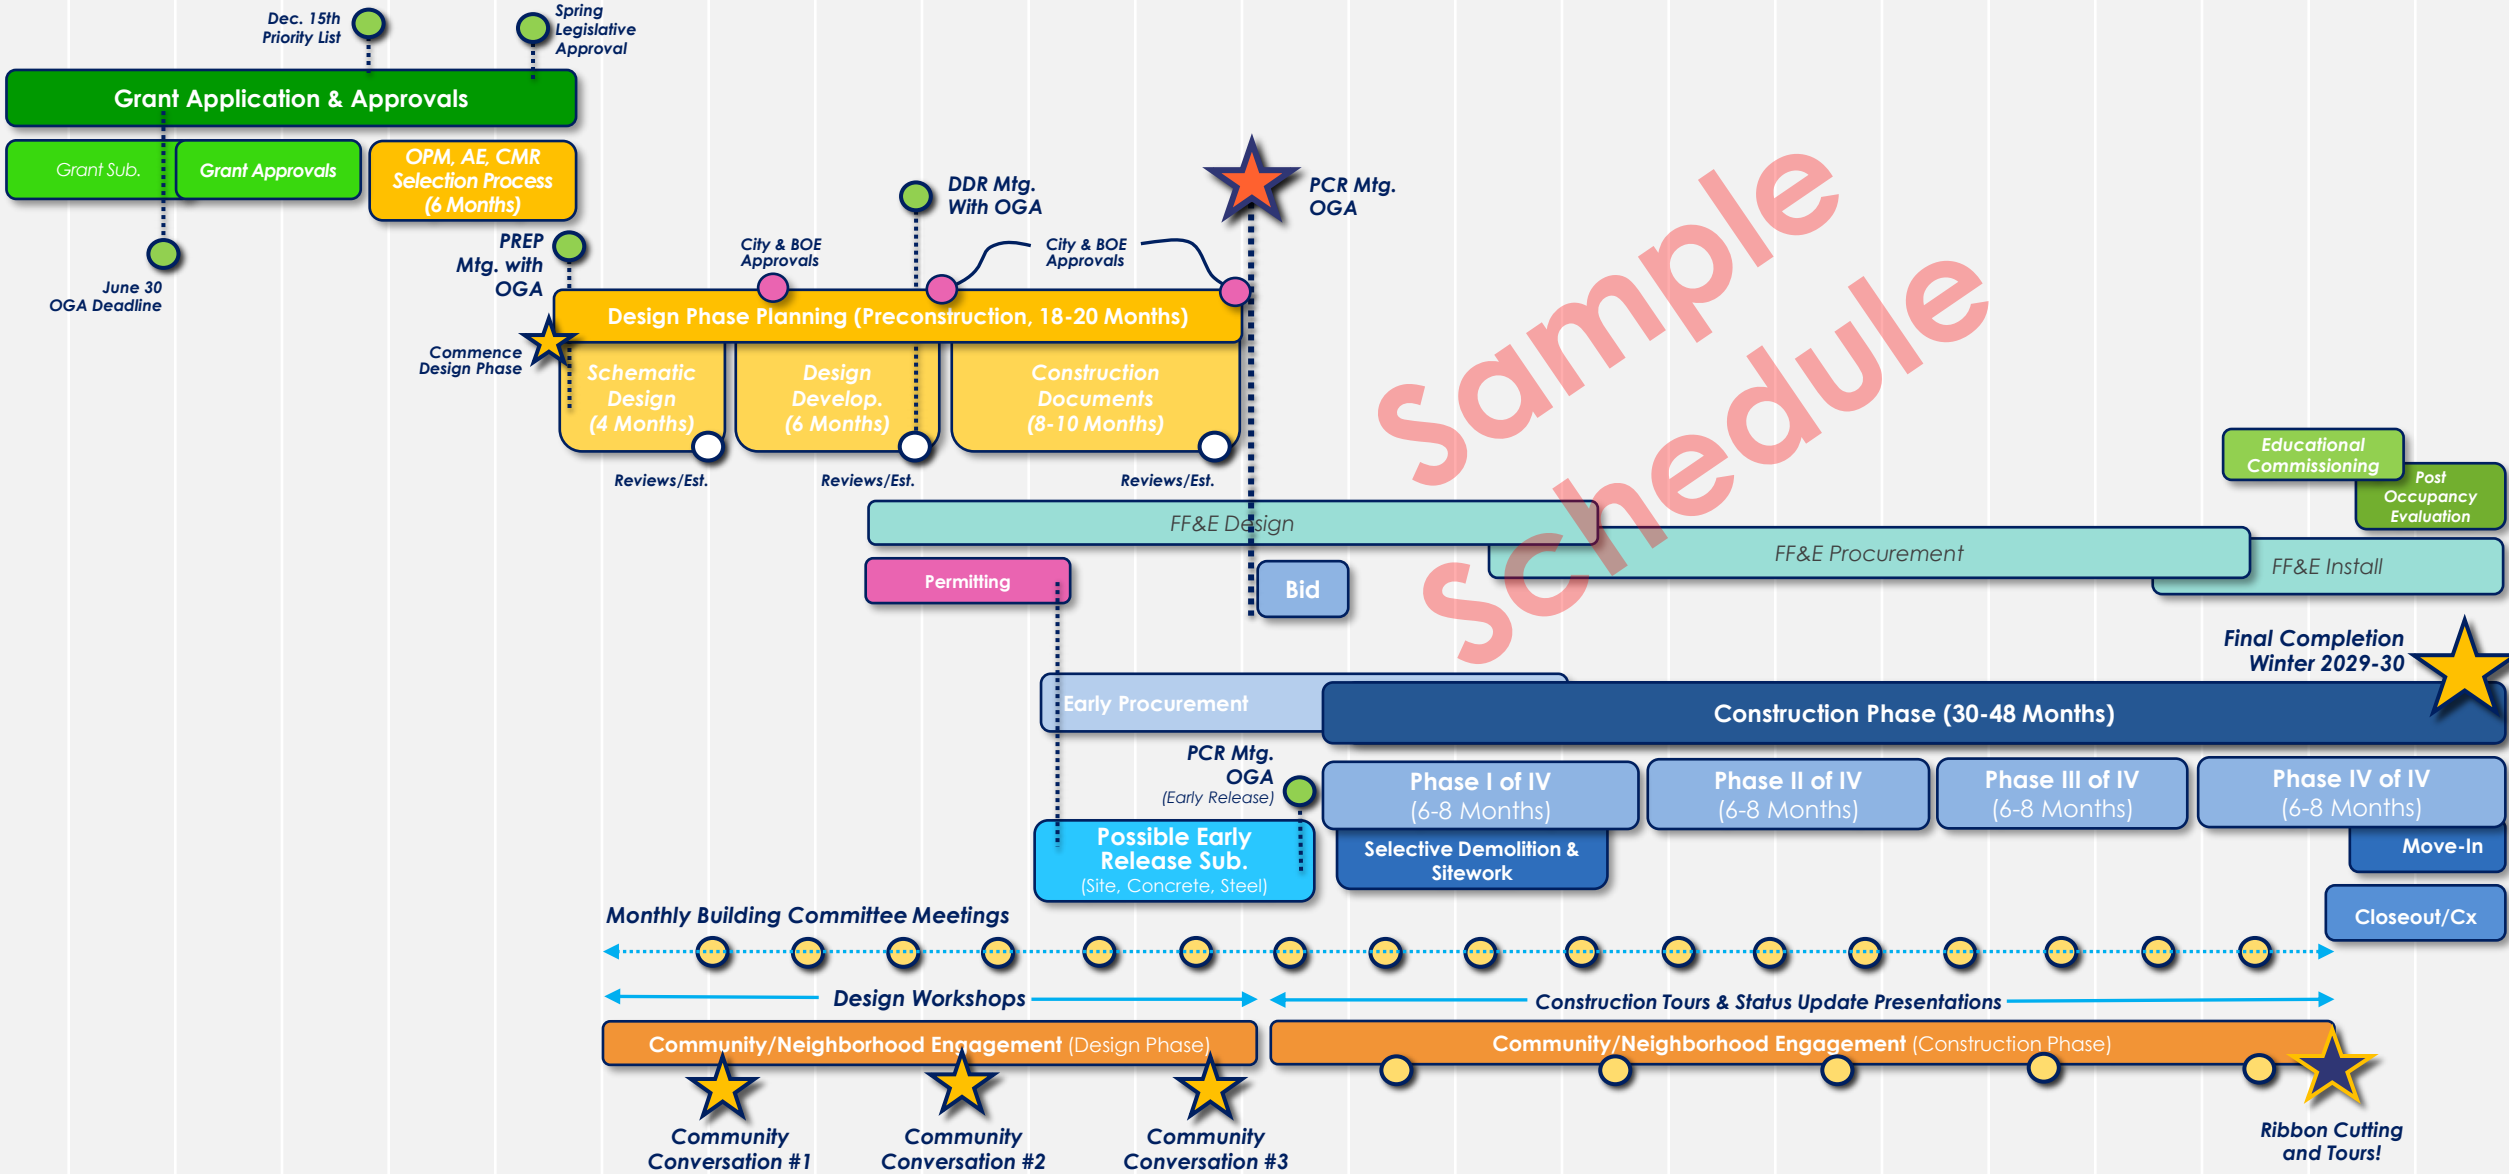 Dec. 15th
Priority List
Spring
Legislative
Approval
Grant Application & Approvals
Grant Sub.
Grant Approvals
OPM, AE, CMR
Selection Process
(6 Months)
June 30
OGA Deadline
PREP
Mtg. with
OGA
City & BOE
Approvals
DDR Mtg.
With OGA
City & BOE
Approvals
PCR Mtg.
OGA
Sample
Schedule
Design Phase Planning (Preconstruction, 18-20 Months)
Commence
Design Phase
Schematic
Design
(4 Months)
Design
Develop.
(6 Months)
Construction
Documents
(8-10 Months)
Reviews/Est.
Reviews/Est.
Reviews/Est.
Educational
Commissioning
Post
Occupancy
Evaluation
FF&E Design
FF&E Procurement
FF&E Install
Permitting
Bid
Final Completion
Winter 2029-30
Early Procurement
Construction Phase (30-48 Months)
PCR Mtg.
OGA
(Early Release)
Phase I of IV
(6-8 Months)
Phase II of IV
(6-8 Months)
Phase III of IV
(6-8 Months)
Phase IV of IV
(6-8 Months)
Possible Early
Release Sub.
(Site, Concrete, Steel)
Selective Demolition &
Sitework
Move-In
Closeout/Cx
Monthly Building Committee Meetings
Design Workshops
Construction Tours & Status Update Presentations
Community/Neighborhood Engagement (Design Phase)
Community/Neighborhood Engagement (Construction Phase)
Community
Conversation #1
Community
Conversation #2
Community
Conversation #3
Ribbon Cutting
and Tours!